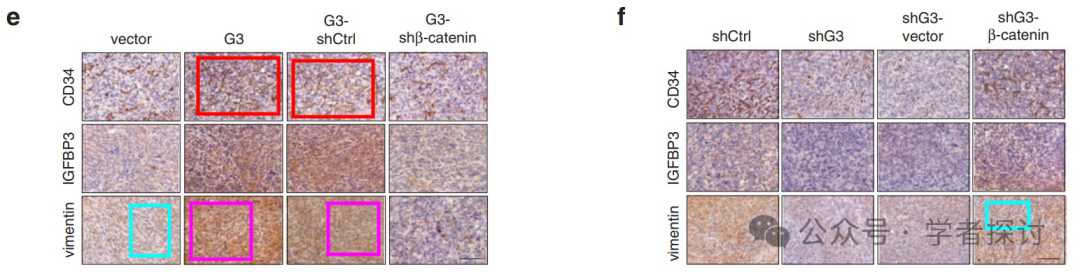 e
vector
G3
G3-
shCtrl
G3-
shβ-catenin
CD34
IGFBP3
vimentin
f
shCtrl
shG3
shG3-
vector
shG3-
β-catenin
CD34
IGFBP3
vimentin
公众号 · 学者探讨